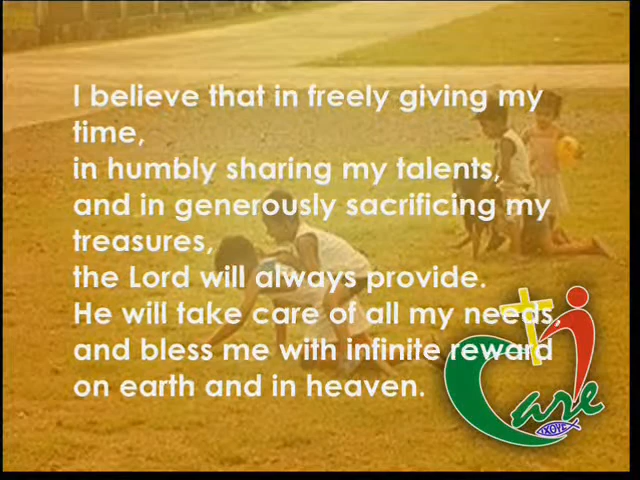 I believe that in freely giving my
time,
in humbly sharing my talents,
and in generously sacrificing my
treasures,
the Lord will always provide.
He will take care of all my needs,
and bless me with infinite reward
on earth and in heaven.
Care